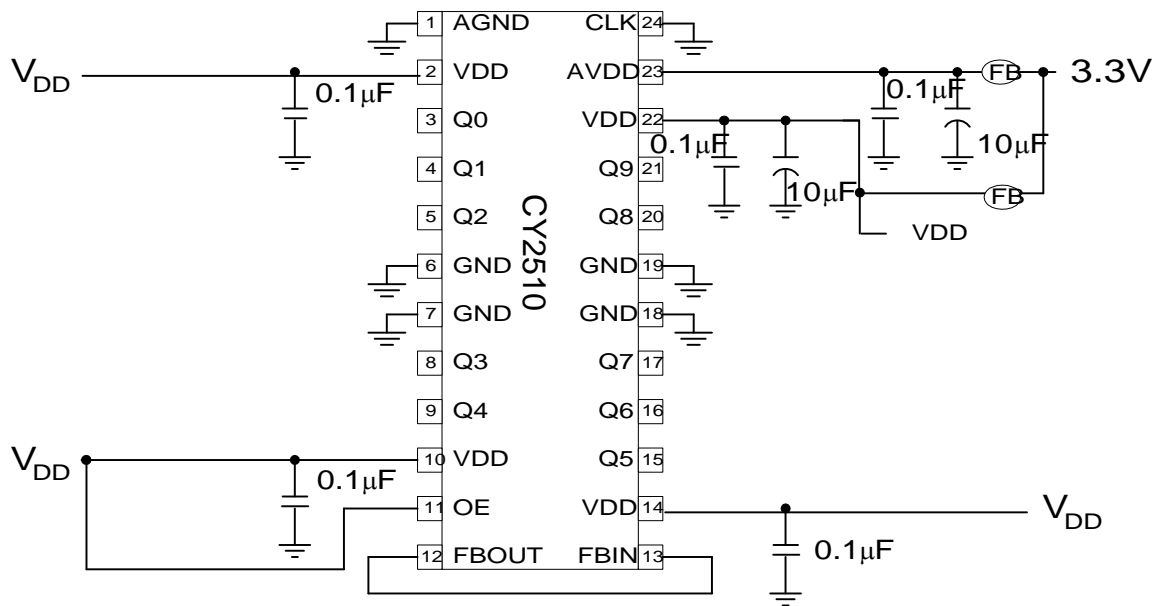 1 AGND CLK 24
VDD 2 VDD AVDD 23 FB 3.3V
0.1µF 0.1µF
3 Q0 VDD 22 10µF
0.1µF
4 Q1 Q9 21
10µF FB
5 Q2 Q8 20
VDD
CY2510
6 GND GND 19
7 GND GND 18
8 Q3 Q7 17
9 Q4 Q6 16
VDD 10 VDD Q5 15
0.1µF
11 OE VDD 14 VDD
12 FBOUT FBIN 13 0.1µF